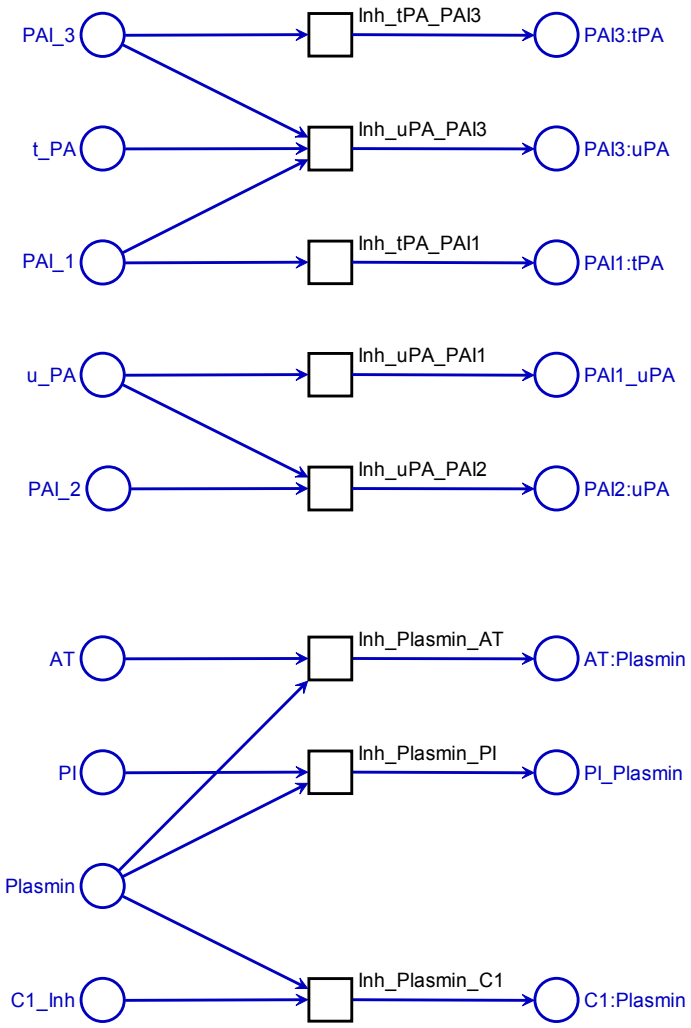 PAI_3
Inh_tPA_PAI3
PAI3:tPA
t_PA
Inh_uPA_PAI3
PAI3:uPA
PAI_1
Inh_tPA_PAI1
PAI1:tPA
u_PA
Inh_uPA_PAI1
PAI1_uPA
PAI_2
Inh_uPA_PAI2
PAI2:uPA
AT
Inh_Plasmin_AT
AT:Plasmin
PI
Inh_Plasmin_PI
PI_Plasmin
Plasmin
C1_Inh
Inh_Plasmin_C1
C1:Plasmin